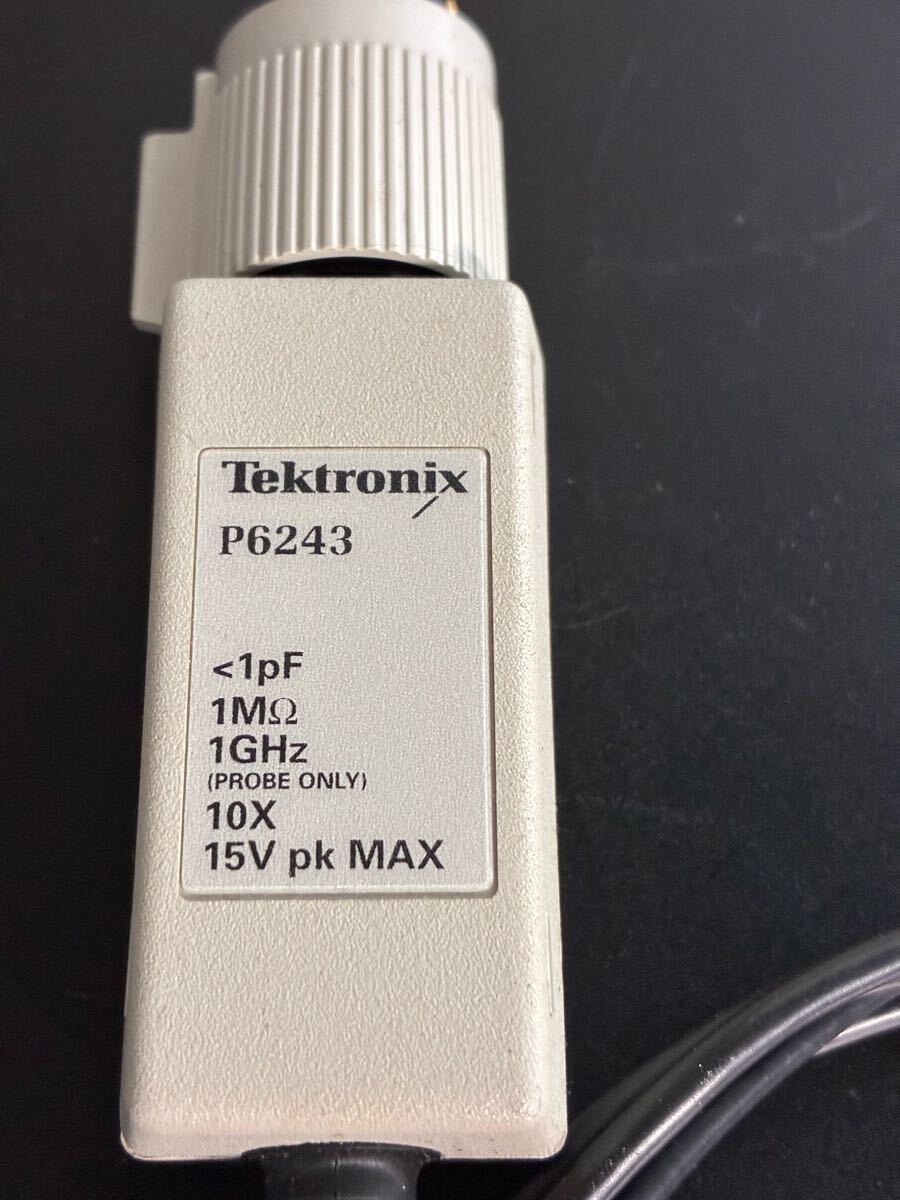 Tektronix
P6243
<1pF
1MΩ
1GHz
(PROBE ONLY)
10X
15V pk MAX